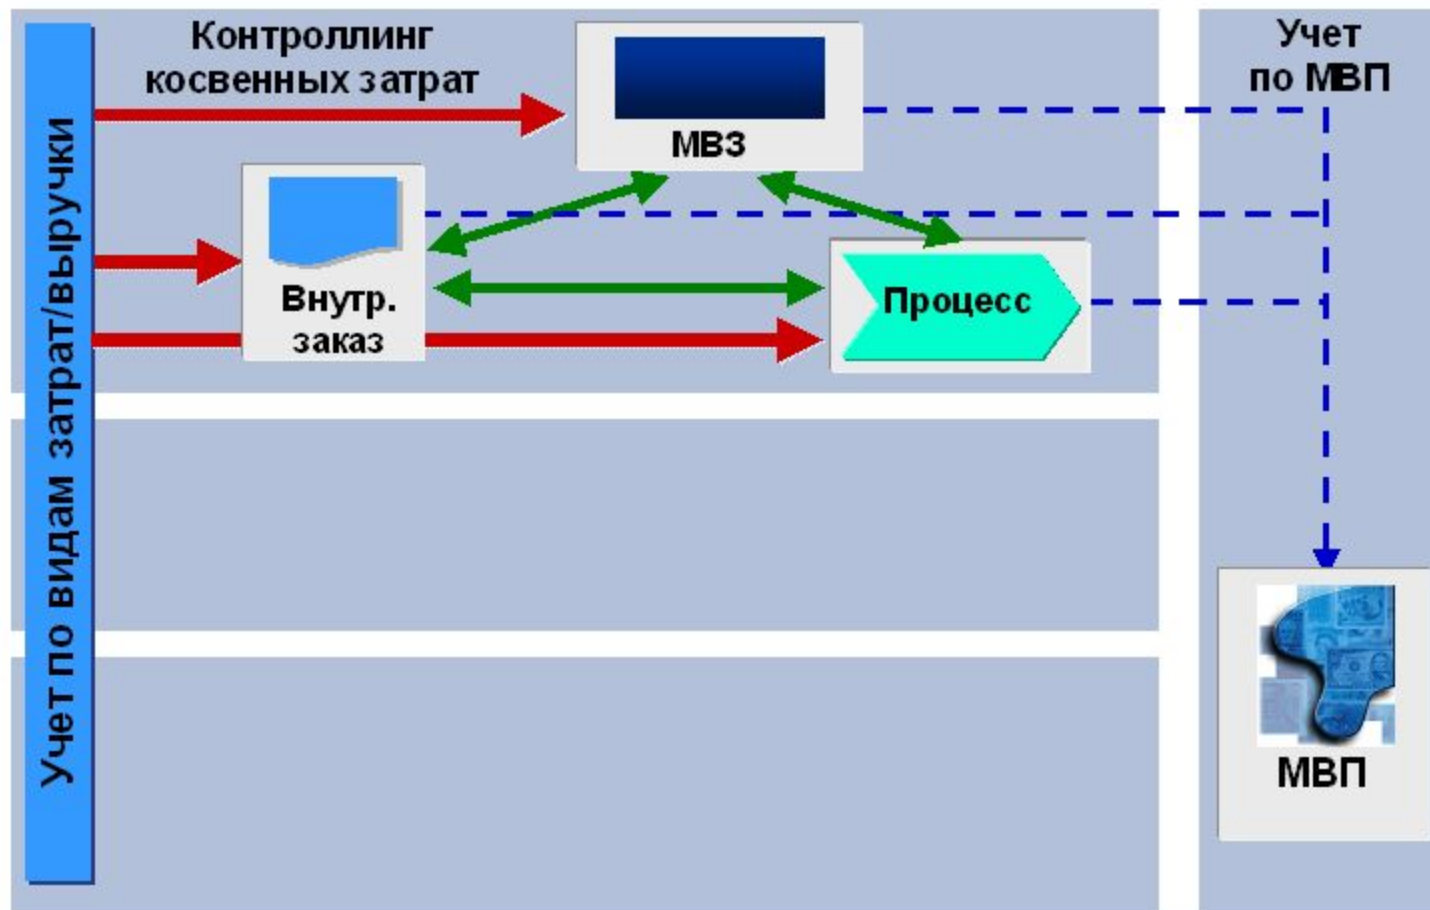 Учет по видам затрат/выручки
Контроллинг
косвенных затрат
МВЗ
Внутр.
заказ
Процесс
Учет
по МВП
МВП